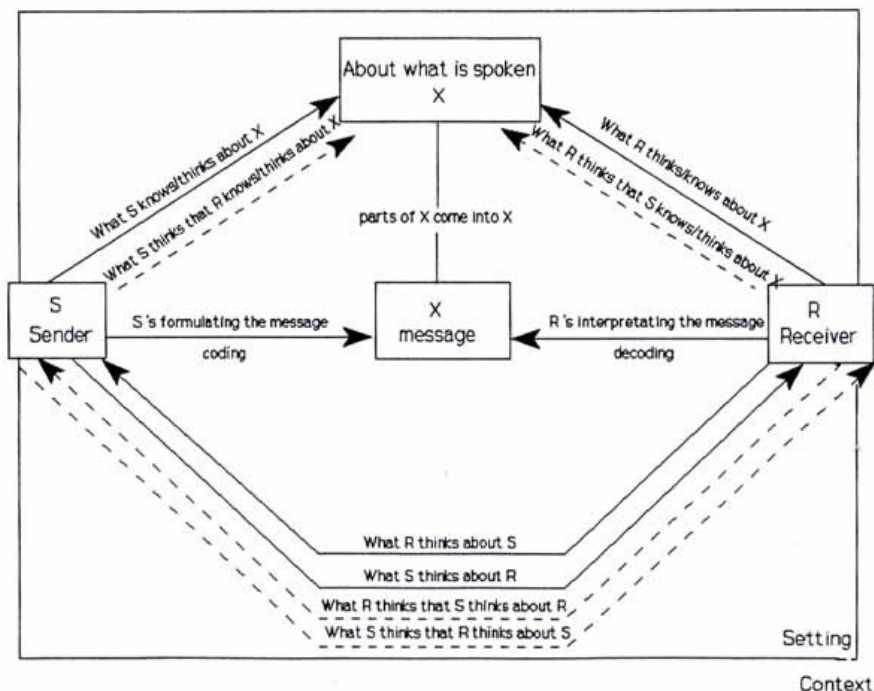 About what is spoken
X
What S knows/thinks about X
What S thinks that R knows/thinks about X
What R thinks/knows about X
What R thinks that S knows/thinks about X
parts of X come into X
S
Sender
S's formulating the message
coding
X
message
R's interpretating the message
decoding
R
Receiver
What R thinks about S
What S thinks about R
What R thinks that S thinks about R
What S thinks that R thinks about S
Setting
Context